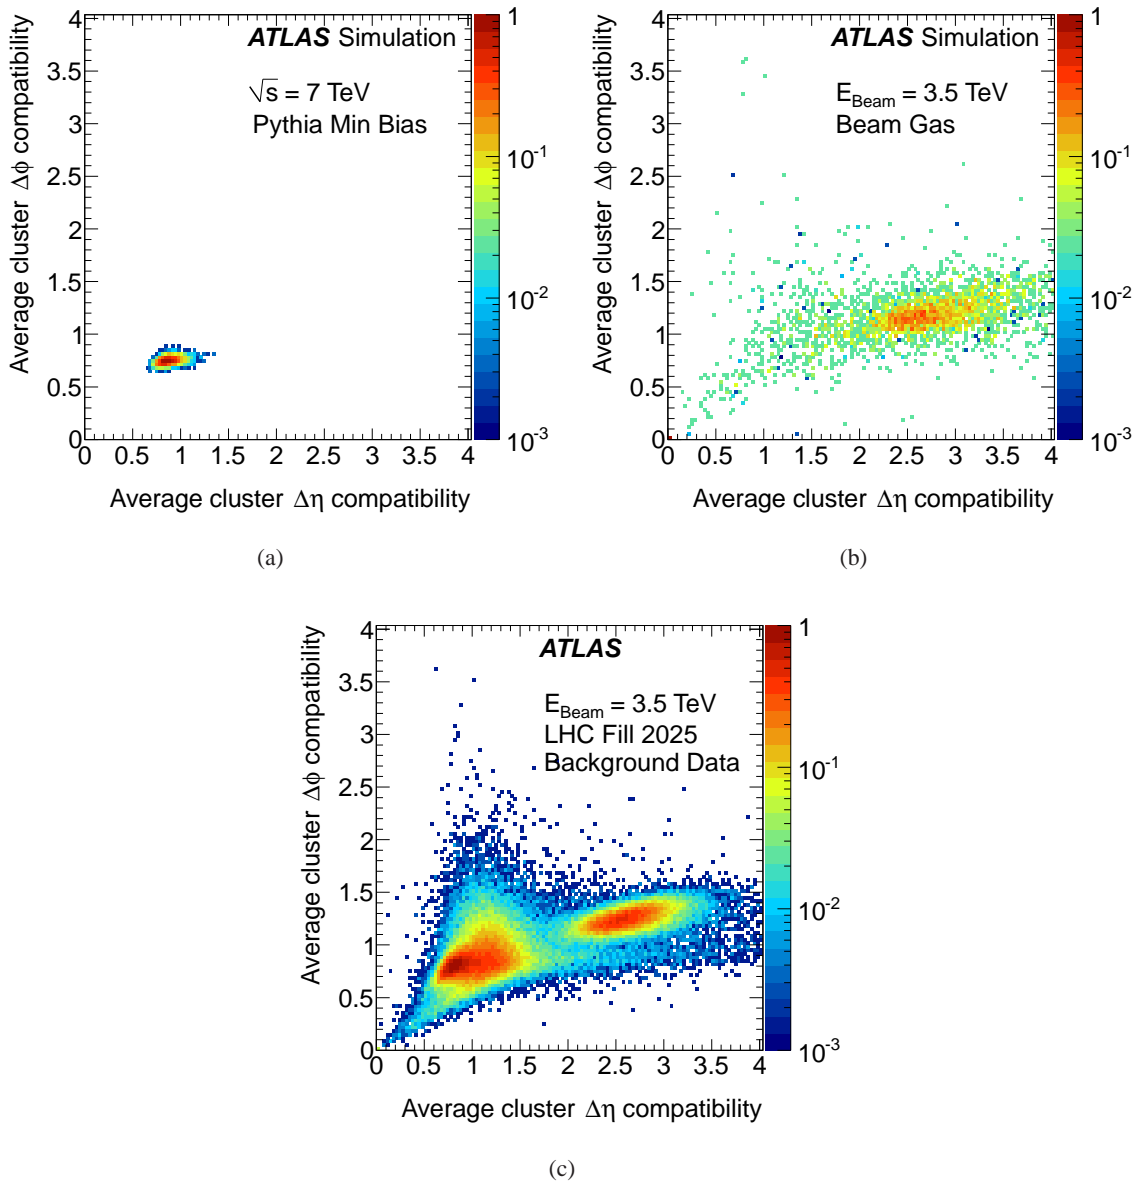 ATLAS Simulation
√s = 7 TeV
Pythia Min Bias
Average cluster Δϕ compatibility
4
3.5
3
2.5
2
1.5
1
0.5
0
0 0.5 1 1.5 2 2.5 3 3.5 4
Average cluster Δη compatibility
1
10-1
10-2
10-3
(a)
ATLAS Simulation
EBeam = 3.5 TeV
Beam Gas
Average cluster Δϕ compatibility
4
3.5
3
2.5
2
1.5
1
0.5
0
0 0.5 1 1.5 2 2.5 3 3.5 4
Average cluster Δη compatibility
1
10-1
10-2
10-3
(b)
ATLAS
EBeam = 3.5 TeV
LHC Fill 2025
Background Data
Average cluster Δϕ compatibility
4
3.5
3
2.5
2
1.5
1
0.5
0
0 0.5 1 1.5 2 2.5 3 3.5 4
Average cluster Δη compatibility
1
10-1
10-2
10-3
(c)